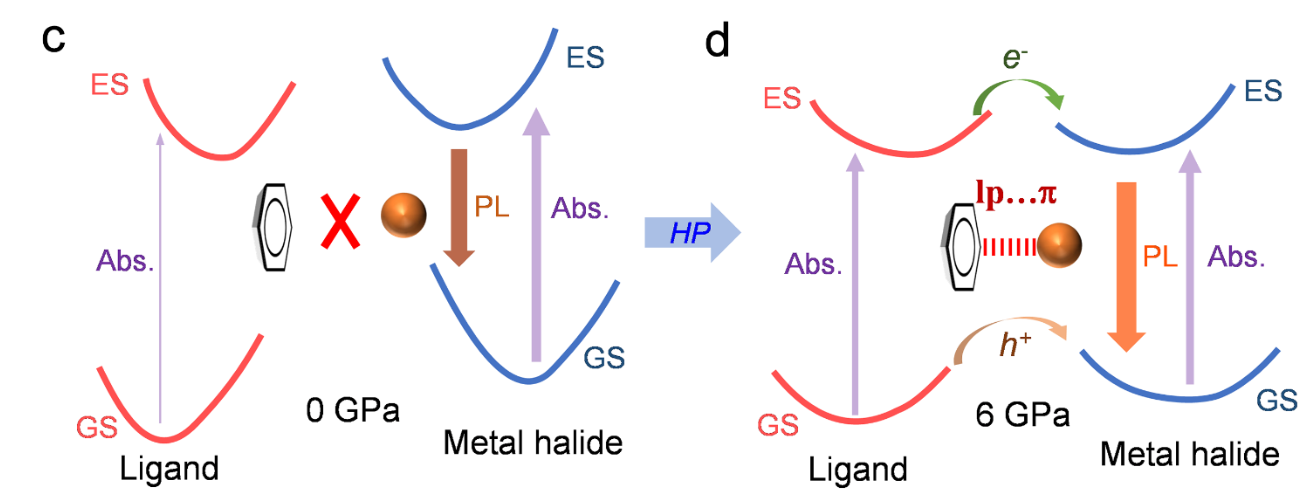 c
ES
ES
Abs.
PL
Abs.
GS
GS
0 GPa
Ligand
Metal halide
HP
d
e-
ES
ES
lp...π
Abs.
PL
Abs.
h+
GS
GS
6 GPa
Ligand
Metal halide